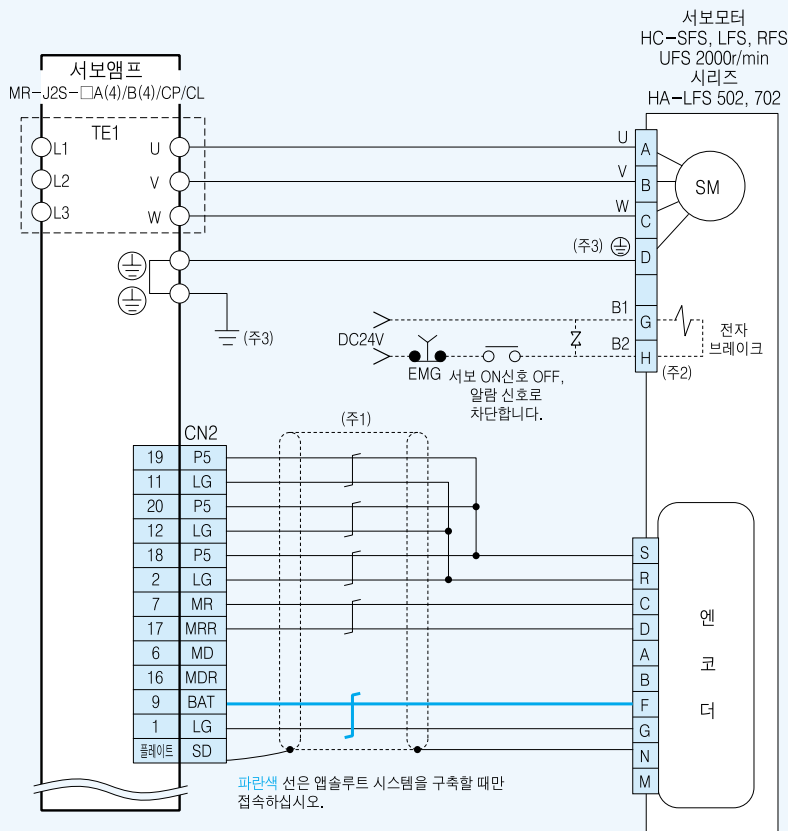 서보모터
HC-SFS, LFS, RFS
UFS 2000r/min
시리즈
HA-LFS 502, 702
서보앰프
MR-J2S-□A(4)/B(4)/CP/CL
TE1
L1
L2
L3
U
V
W
U
V
W
A
B
C
D
SM
(주3)
(주3)
DC24V
EMG
서보 ON신호 OFF,
알람 신호로
차단합니다.
B1
B2
G
H
전자
브레이크
(주2)
(주1)
CN2
19 P5
11 LG
20 P5
12 LG
18 P5
2 LG
7 MR
17 MRR
6 MD
16 MDR
9 BAT
1 LG
플레이트 SD
S
R
C
D
A
B
F
G
N
M
엔
코
더
파란색 선은 앱솔루트 시스템을 구축할 때만
접속하십시오.